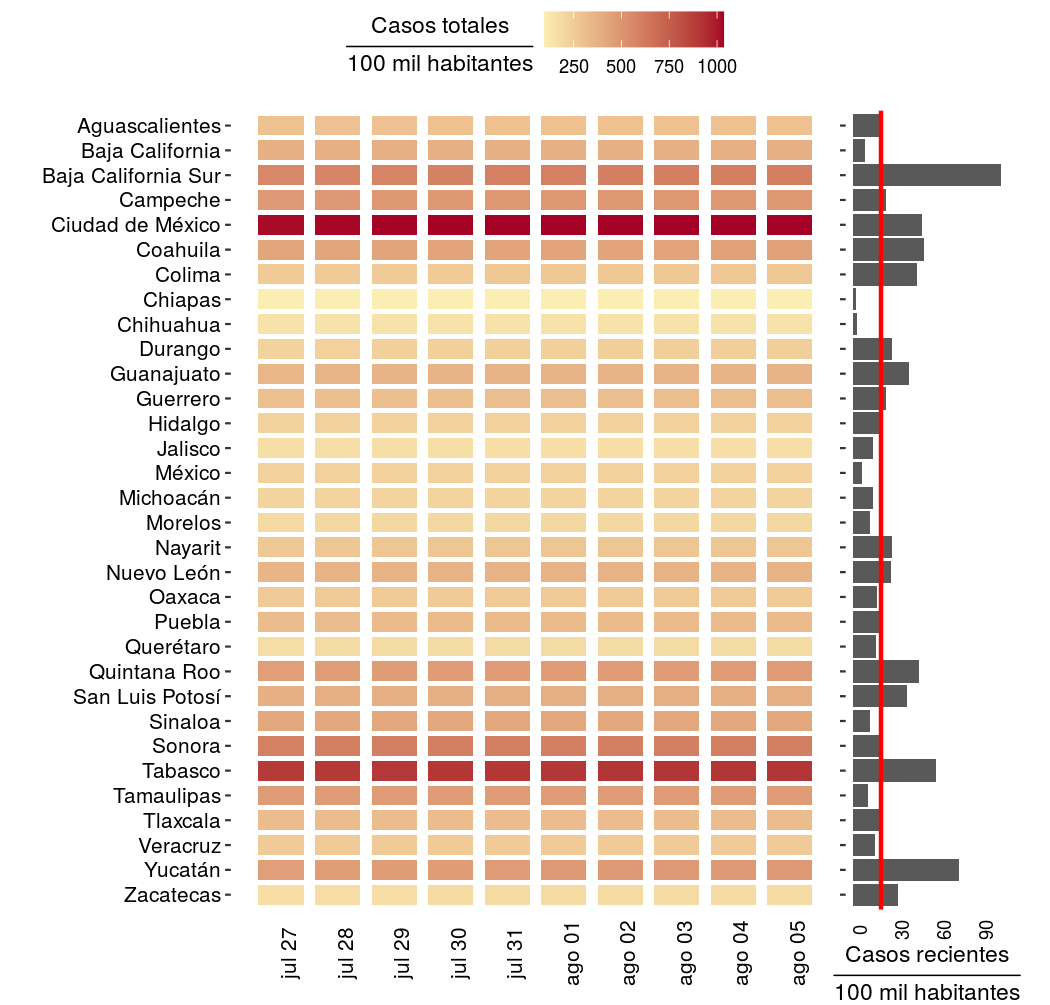 Casos totales
100 mil habitantes
250 500 750 1000
Aguascalientes
Baja California
Baja California Sur
Campeche
Ciudad de México
Coahuila
Colima
Chiapas
Chihuahua
Durango
Guanajuato
Guerrero
Hidalgo
Jalisco
México
Michoacán
Morelos
Nayarit
Nuevo León
Oaxaca
Puebla
Querétaro
Quintana Roo
San Luis Potosí
Sinaloa
Sonora
Tabasco
Tamaulipas
Tlaxcala
Veracruz
Yucatán
Zacatecas
jul 27
jul 28
jul 29
jul 30
jul 31
ago 01
ago 02
ago 03
ago 04
ago 05
0
30
60
90
Casos recientes
100 mil habitantes